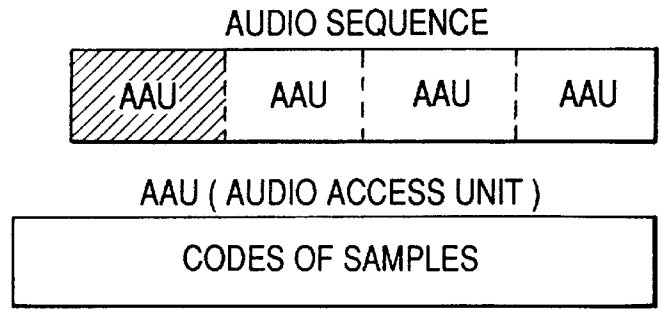 AUDIO SEQUENCE
AAU AAU AAU AAU
AAU ( AUDIO ACCESS UNIT )
CODES OF SAMPLES